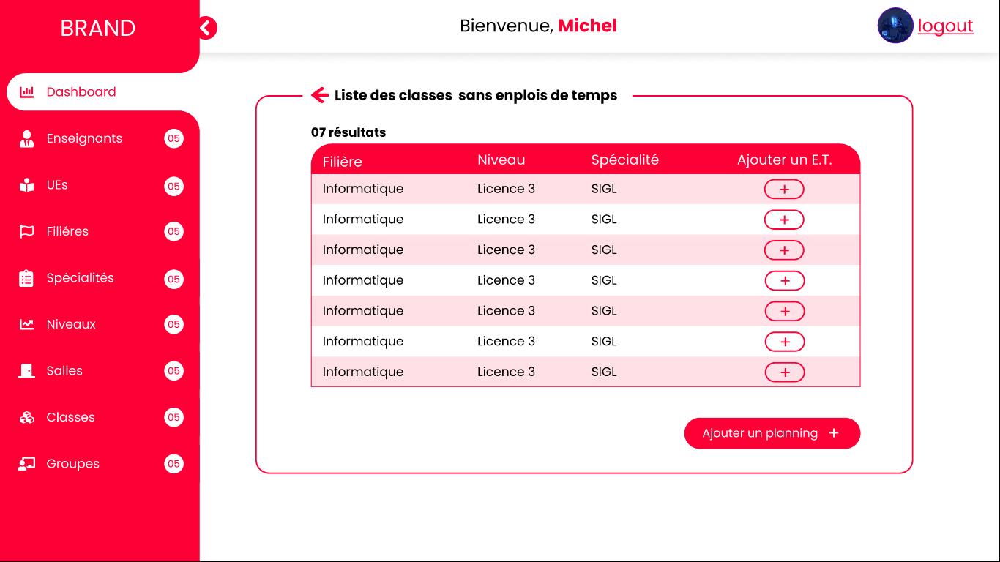 BRAND
Bienvenue, Michel
logout
Dashboard
Enseignants 05
UEs 05
Filiéres 05
Spécialités 05
Niveaux 05
Salles 05
Classes 05
Groupes 05
Liste des classes  sans enplois de temps
07 résultats
Filière Niveau Spécialité Ajouter un E.T.
Informatique Licence 3 SIGL +
Informatique Licence 3 SIGL +
Informatique Licence 3 SIGL +
Informatique Licence 3 SIGL +
Informatique Licence 3 SIGL +
Informatique Licence 3 SIGL +
Informatique Licence 3 SIGL +
Ajouter un planning +